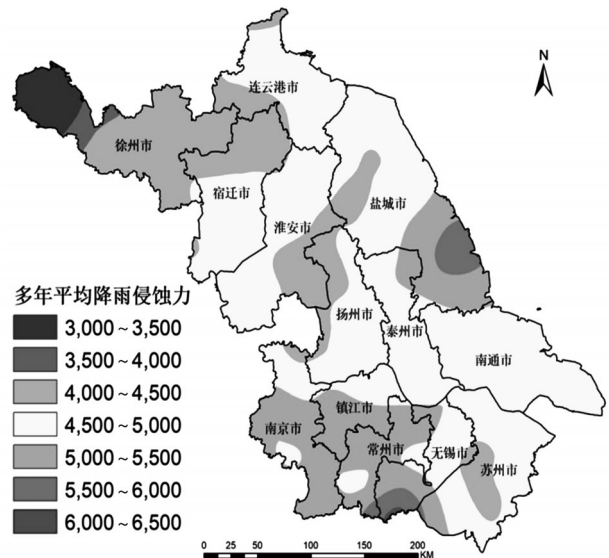 N
连云港市
徐州市
宿迁市
盐城市
淮安市
多年平均降雨侵蚀力
扬州市
泰州市
南通市
3,000~3,500
3,500~4,000
4,000~4,500
4,500~5,000
5,000~5,500
5,500~6,000
6,000~6,500
镇江市
南京市
常州市
无锡市
苏州市
0 25 50 100 150 200
KM